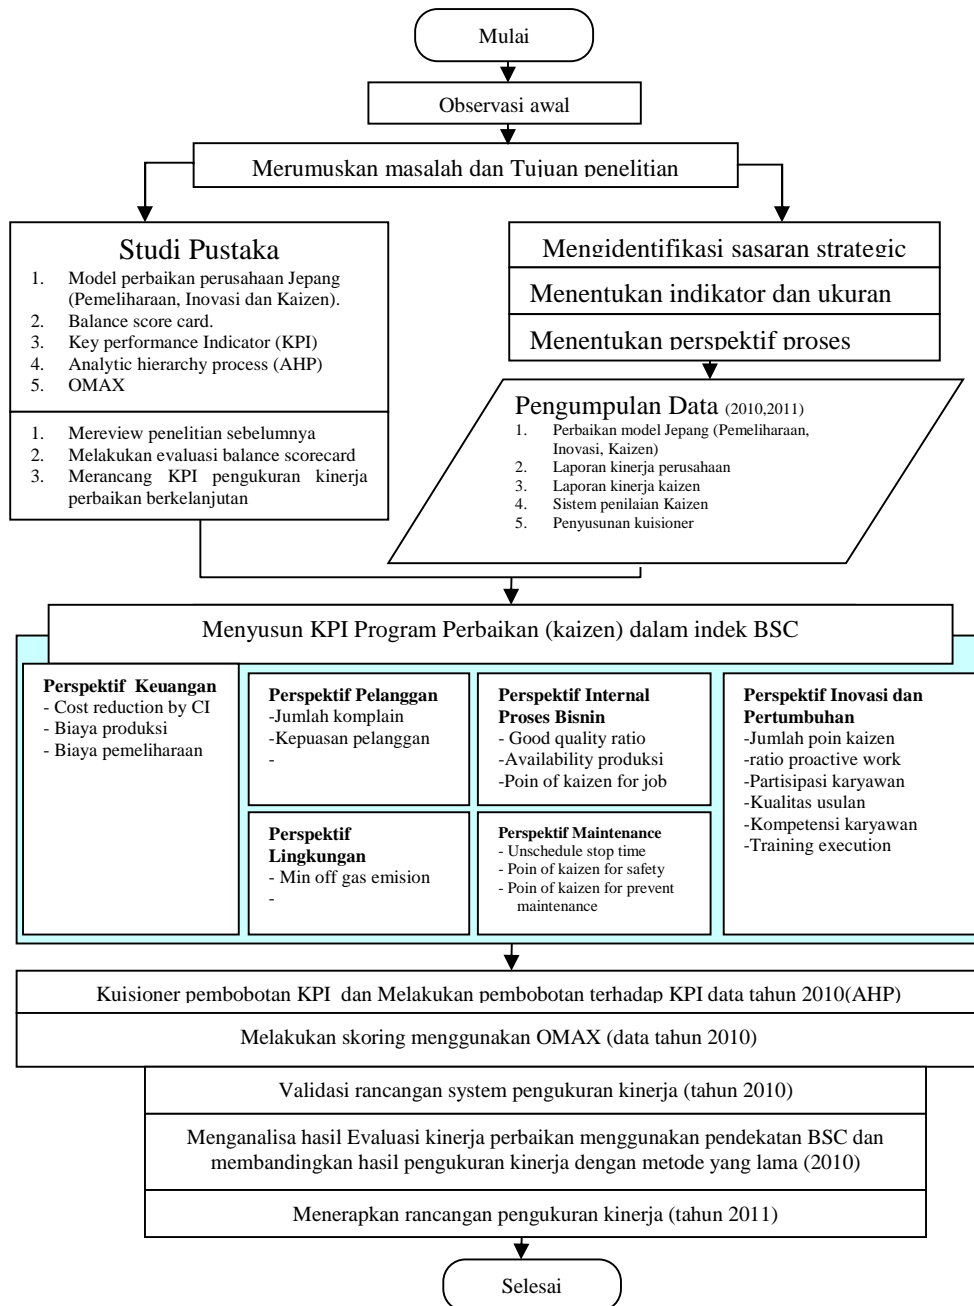 Mulai
Observasi awal
Merumuskan masalah dan Tujuan penelitian
Studi Pustaka
1. Model perbaikan perusahaan Jepang
(Pemeliharaan, Inovasi dan Kaizen).
2. Balance score card.
3. Key performance Indicator (KPI)
4. Analytic hierarchy process (AHP)
5. OMAX
1. Mereview penelitian sebelumnya
2. Melakukan evaluasi balance scorecard
3. Merancang KPI pengukuran kinerja
perbaikan berkelanjutan
Mengidentifikasi sasaran strategic
Menentukan indikator dan ukuran
Menentukan perspektif proses
Pengumpulan Data (2010,2011)
1. Perbaikan model Jepang (Pemeliharaan,
Inovasi, Kaizen)
2. Laporan kinerja perusahaan
3. Laporan kinerja kaizen
4. Sistem penilaian Kaizen
5. Penyusunan kuisioner
Menyusun KPI Program Perbaikan (kaizen) dalam indek BSC
Perspektif Keuangan
- Cost reduction by CI
- Biaya produksi
- Biaya pemeliharaan
Perspektif Pelanggan
-Jumlah komplain
-Kepuasan pelanggan
-
Perspektif Internal
Proses Bisnin
- Good quality ratio
-Availability produksi
-Poin of kaizen for job
Perspektif Inovasi dan
Pertumbuhan
-Jumlah poin kaizen
-ratio proactive work
-Partisipasi karyawan
-Kualitas usulan
-Kompetensi karyawan
-Training execution
Perspektif
Lingkungan
- Min off gas emision
-
Perspektif Maintenance
- Unschedule stop time
- Poin of kaizen for safety
- Poin of kaizen for prevent
maintenance
Kuisioner pembobotan KPI dan Melakukan pembobotan terhadap KPI data tahun 2010(AHP)
Melakukan skoring menggunakan OMAX (data tahun 2010)
Validasi rancangan system pengukuran kinerja (tahun 2010)
Menganalisa hasil Evaluasi kinerja perbaikan menggunakan pendekatan BSC dan
membandingkan hasil pengukuran kinerja dengan metode yang lama (2010)
Menerapkan rancangan pengukuran kinerja (tahun 2011)
Selesai